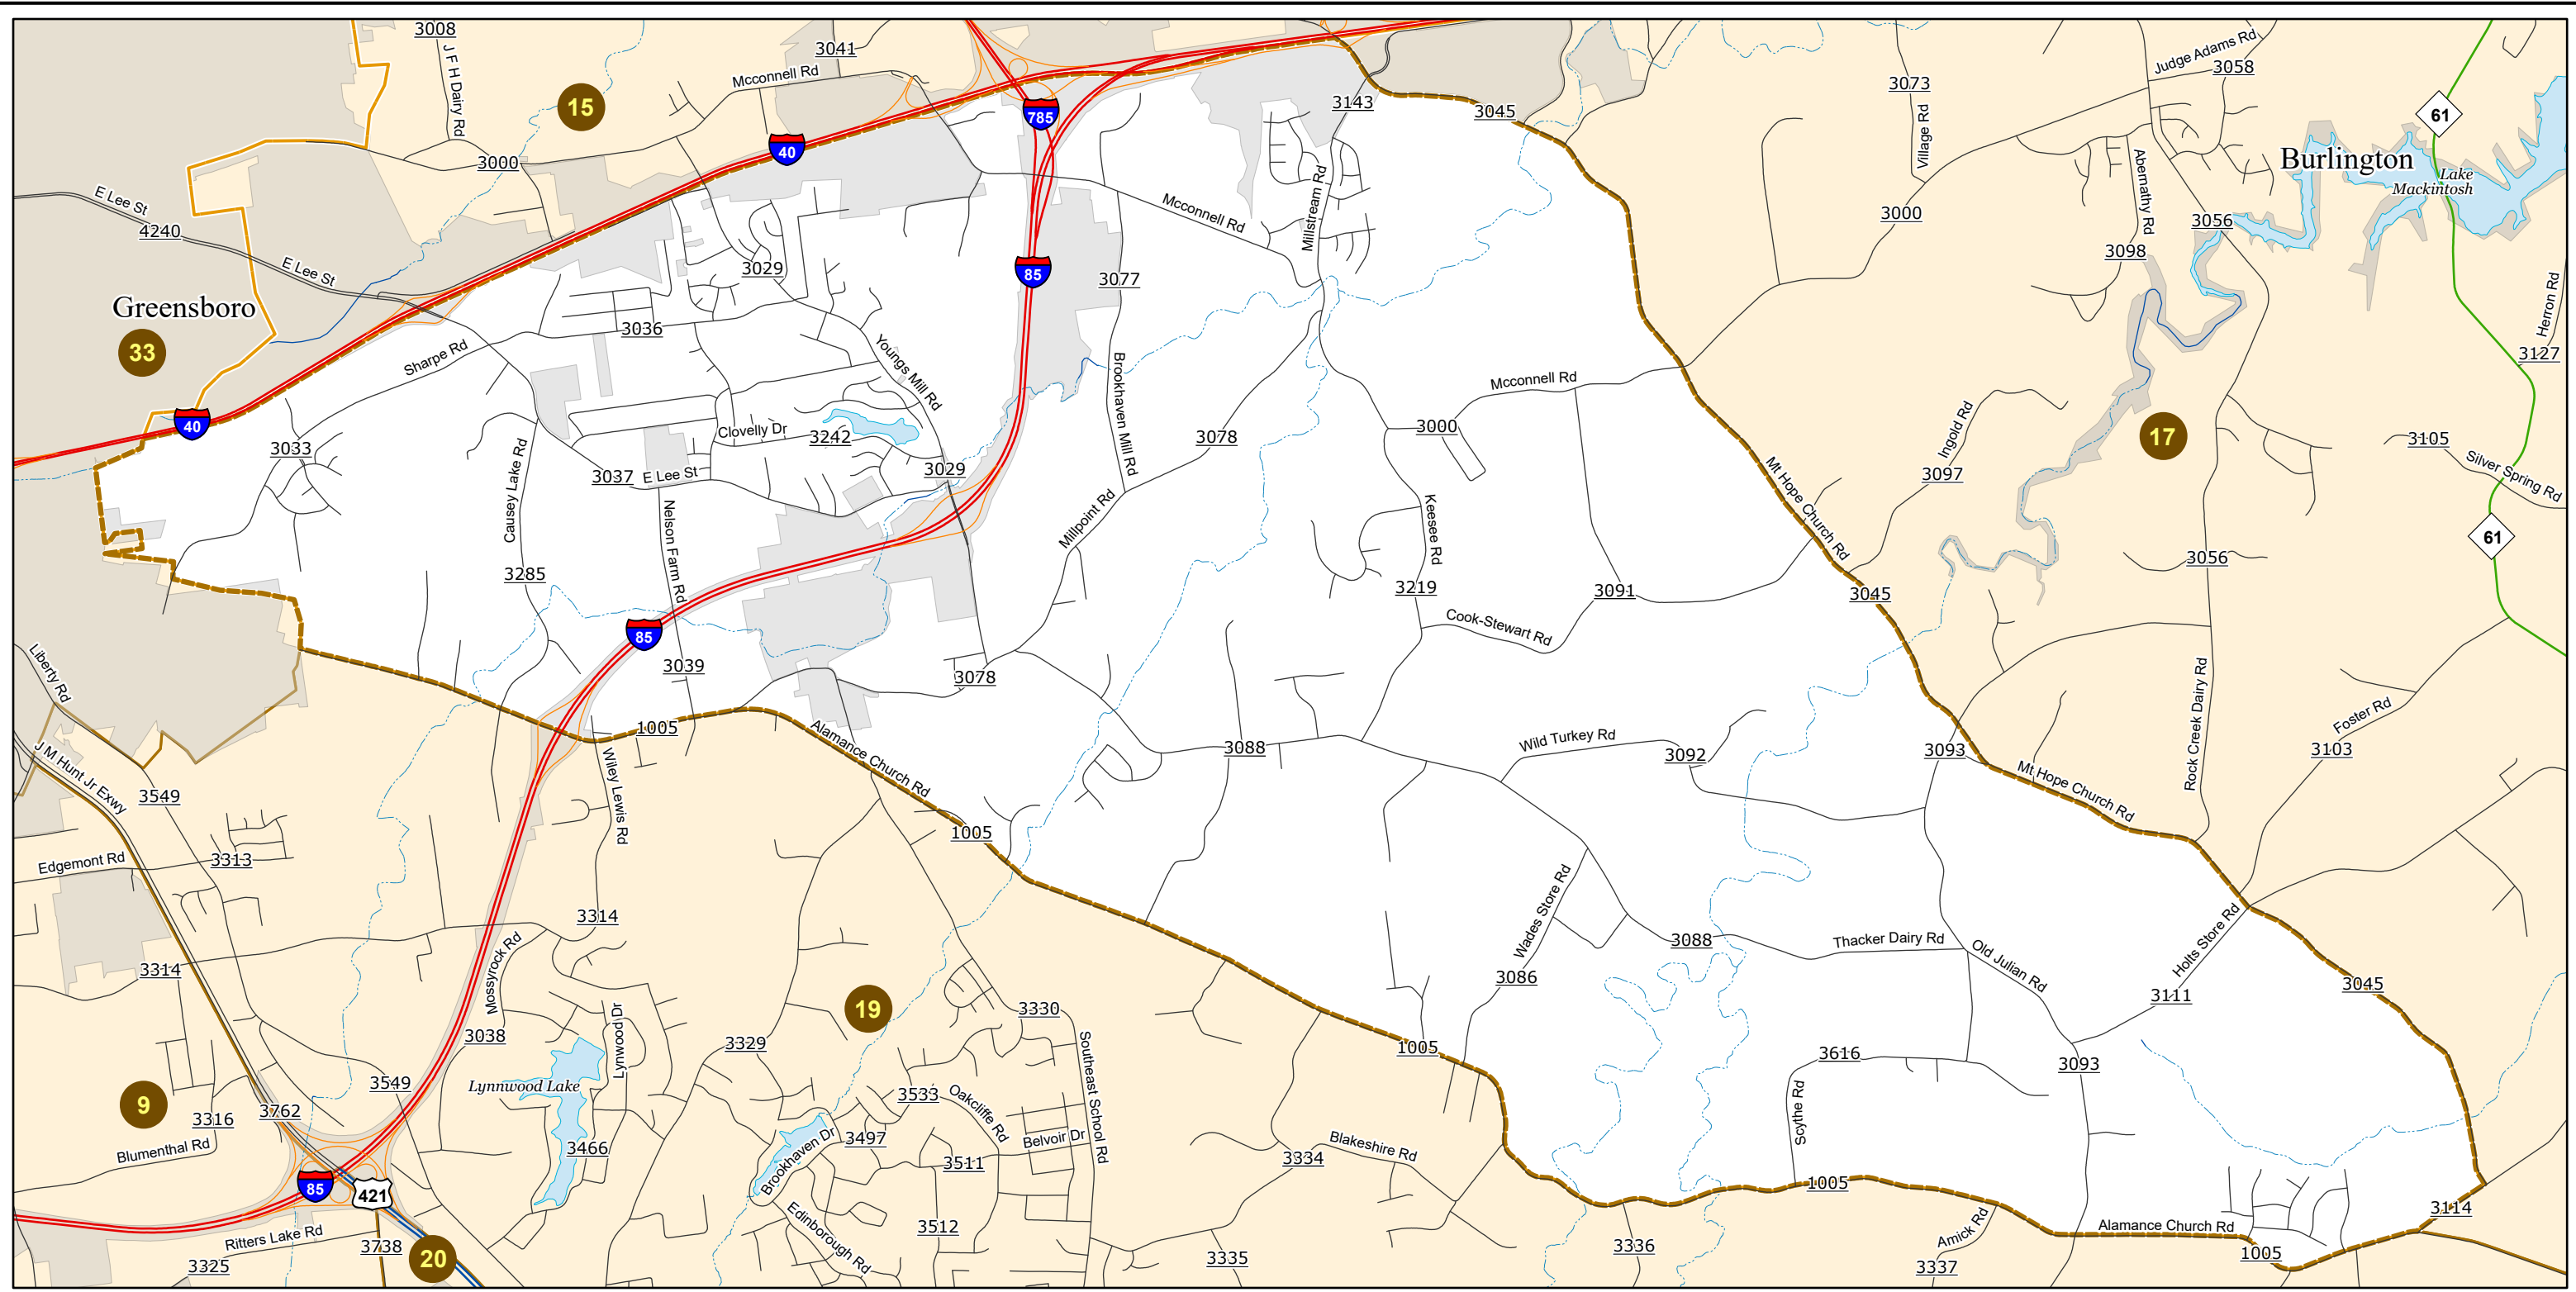 3008
J F H Dairy Rd
3041
Mcconnell Rd
15
3000
40
785
3143
3045
3073
Village Rd
Judge Adams Rd
3058
61
Burlington
Lake
Mackintosh
E Lee St
4240
E Lee St
Greensboro
33
3029
85
3077
Mcconnell Rd
Millstream Rd
3000
Abernathy Rd
3056
3098
Herron Rd
3127
Sharpe Rd
3036
Youngs Mill Rd
Brookhaven Mill Rd
40
3033
Causey Lake Rd
3037
E Lee St
Clovelly Dr
3242
3029
3078
Mcconnell Rd
3000
Mt Hope Church Rd
Ingold Rd
3097
17
3105
Silver Spring Rd
61
3285
Nelson Farm Rd
Millpoint Rd
Keesee Rd
3219
3091
3045
3056
Cook-Stewart Rd
85
3039
3078
Liberty Rd
J M Hunt Jr Exwy
3549
1005
Wiley Lewis Rd
Alamance Church Rd
1005
3088
Wild Turkey Rd
3092
3093
Mt Hope Church Rd
Rock Creek Dairy Rd
Foster Rd
3103
Edgemont Rd
3313
3314
3314
Mossyrock Rd
3038
Wades Store Rd
3086
3088
Thacker Dairy Rd
Old Julian Rd
Holts Store Rd
3111
3045
19
3330
3329
Lynwood Dr
Lynnwood Lake
3549
9
3316
3762
Blumenthal Rd
3466
3533
Oakcliffe Rd
Southeast School Rd
Belvoir Dr
3497
Brookhaven Dr
3511
1005
3616
Scythe Rd
3093
3334
Blakeshire Rd
1005
85
421
Ritters Lake Rd
3325
3738
20
Edinborough Rd
3512
3335
3336
Amick Rd
3337
Alamance Church Rd
1005
3114